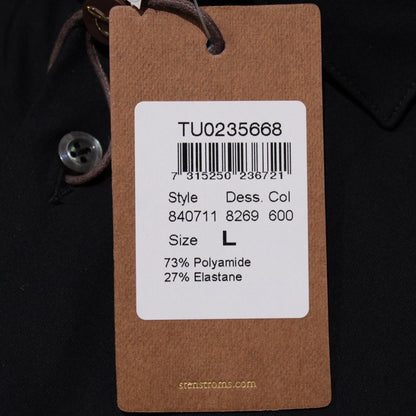 TU0235668
7 315250 236721
Style Dess. Col
840711 8269 600
Size L
73% Polyamide
27% Elastane
stenstroms.com